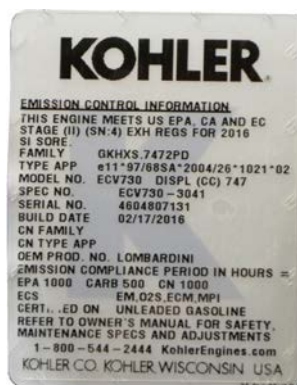 KOHLER
EMISSION CONTROL INFORMATION
THIS ENGINE MEETS US EPA, CA AND EC
STAGE (II) (SN:4) EXH REGS FOR 2016
SI SORE.
FAMILY GKHXS.7472PD
TYPE APP e11*97/68SA*2004/26*1021*02
MODEL NO. ECV730 DISPL (CC) 747
SPEC NO. ECV730-3041
SERIAL NO. 4604807131
BUILD DATE 02/17/2016
CN FAMILY
CN TYPE APP
OEM PROD. NO. LOMBARDINI
EMISSION COMPLIANCE PERIOD IN HOURS =
EPA 1000 CARB 500 CN 1000
ECS EM,O2S,ECM,MPI
ON UNLEADED GASOLINE
REFER TO OWNER'S MANUAL FOR SAFETY,
MAINTENANCE SPECS AND ADJUSTMENTS
1-800-544-2444 KohlerEngines.com
KOHLER CO. KOHLER, WISCONSIN USA